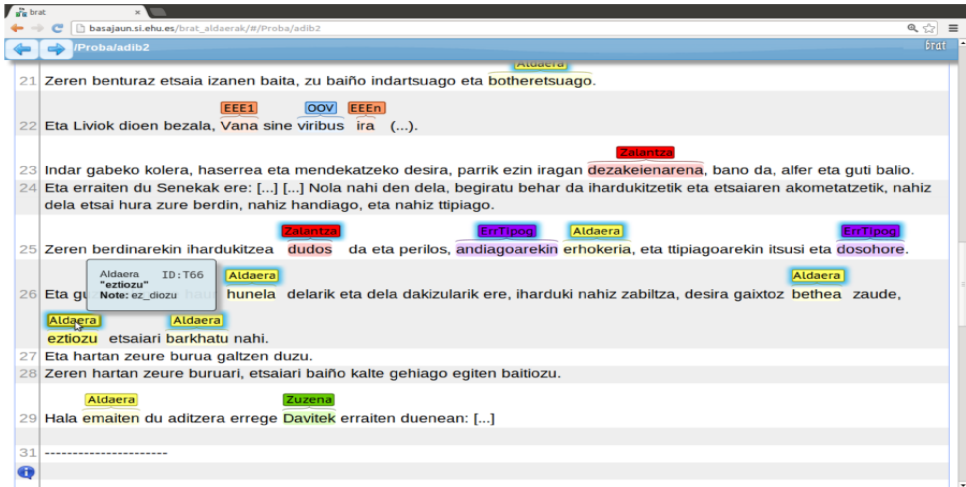 brat
basajaun.si.ehu.es/brat_aldaerak/#/Proba/adib2
/Proba/adib2 brat
Aldaera
21 Zeren benturaz etsaia izanen baita, zu baiño indartsuago eta botheretsuago.
EEE1 OOV EEEn
22 Eta Liviok dioen bezala, Vana sine viribus ira (...).
Zalantza
23 Indar gabeko kolera, haserrea eta mendekatzeko desira, parrik ezin iragan dezakeienarena, bano da, alfer eta guti balio.
24 Eta erraiten du Senekak ere: [...] [...] Nola nahi den dela, begiratu behar da ihardukitzetik eta etsaiaren akometatzetik, nahiz
dela etsai hura zure berdin, nahiz handiago, eta nahiz ttipiago.
Zalantza ErrTipog Aldaera ErrTipog
25 Zeren berdinarekin ihardukitzea dudos da eta perilos, andiagoarekin erhokeria, eta ttipiagoarekin itsusi eta dosohore.
Aldaera ID:T66
"eztiozu"
Note: ez_diozu
Aldaera Aldaera
26 Eta hunela delarik eta dela dakizularik ere, iharduki nahiz zabiltza, desira gaixtoz bethea zaude,
Aldaera Aldaera
eztiozu etsaiari barkhatu nahi.
27 Eta hartan zeure burua galtzen duzu.
28 Zeren hartan zeure buruari, etsaiari baiño kalte gehiago egiten baitiozu.
Aldaera Zuzena
29 Hala emaiten du aditzera errege Davitek erraiten duenean: [...]
31 ----------------------